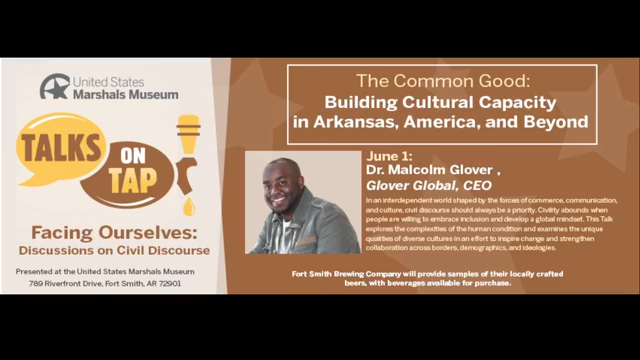 United States
Marshals Museum
TALKS
ON
TAP
Facing Ourselves:
Discussions on Civil Discourse
Presented at the United States Marshals Museum
789 Riverfront Drive, Fort Smith, AR 72901
The Common Good:
Building Cultural Capacity
in Arkansas, America, and Beyond
June 1:
Dr. Malcolm Glover ,
Glover Global, CEO
In an interdependent world shaped by the forces of commerce, communication,
and culture, civil discourse should always be a priority. Civility abounds when
people are willing to embrace inclusion and develop a global mindset. This Talk
explores the complexities of the human condition and examines the unique
qualities of diverse cultures in an effort to inspire change and strengthen
collaboration across borders, demographics, and ideologies.
Fort Smith Brewing Company will provide samples of their locally crafted
beers, with beverages available for purchase.